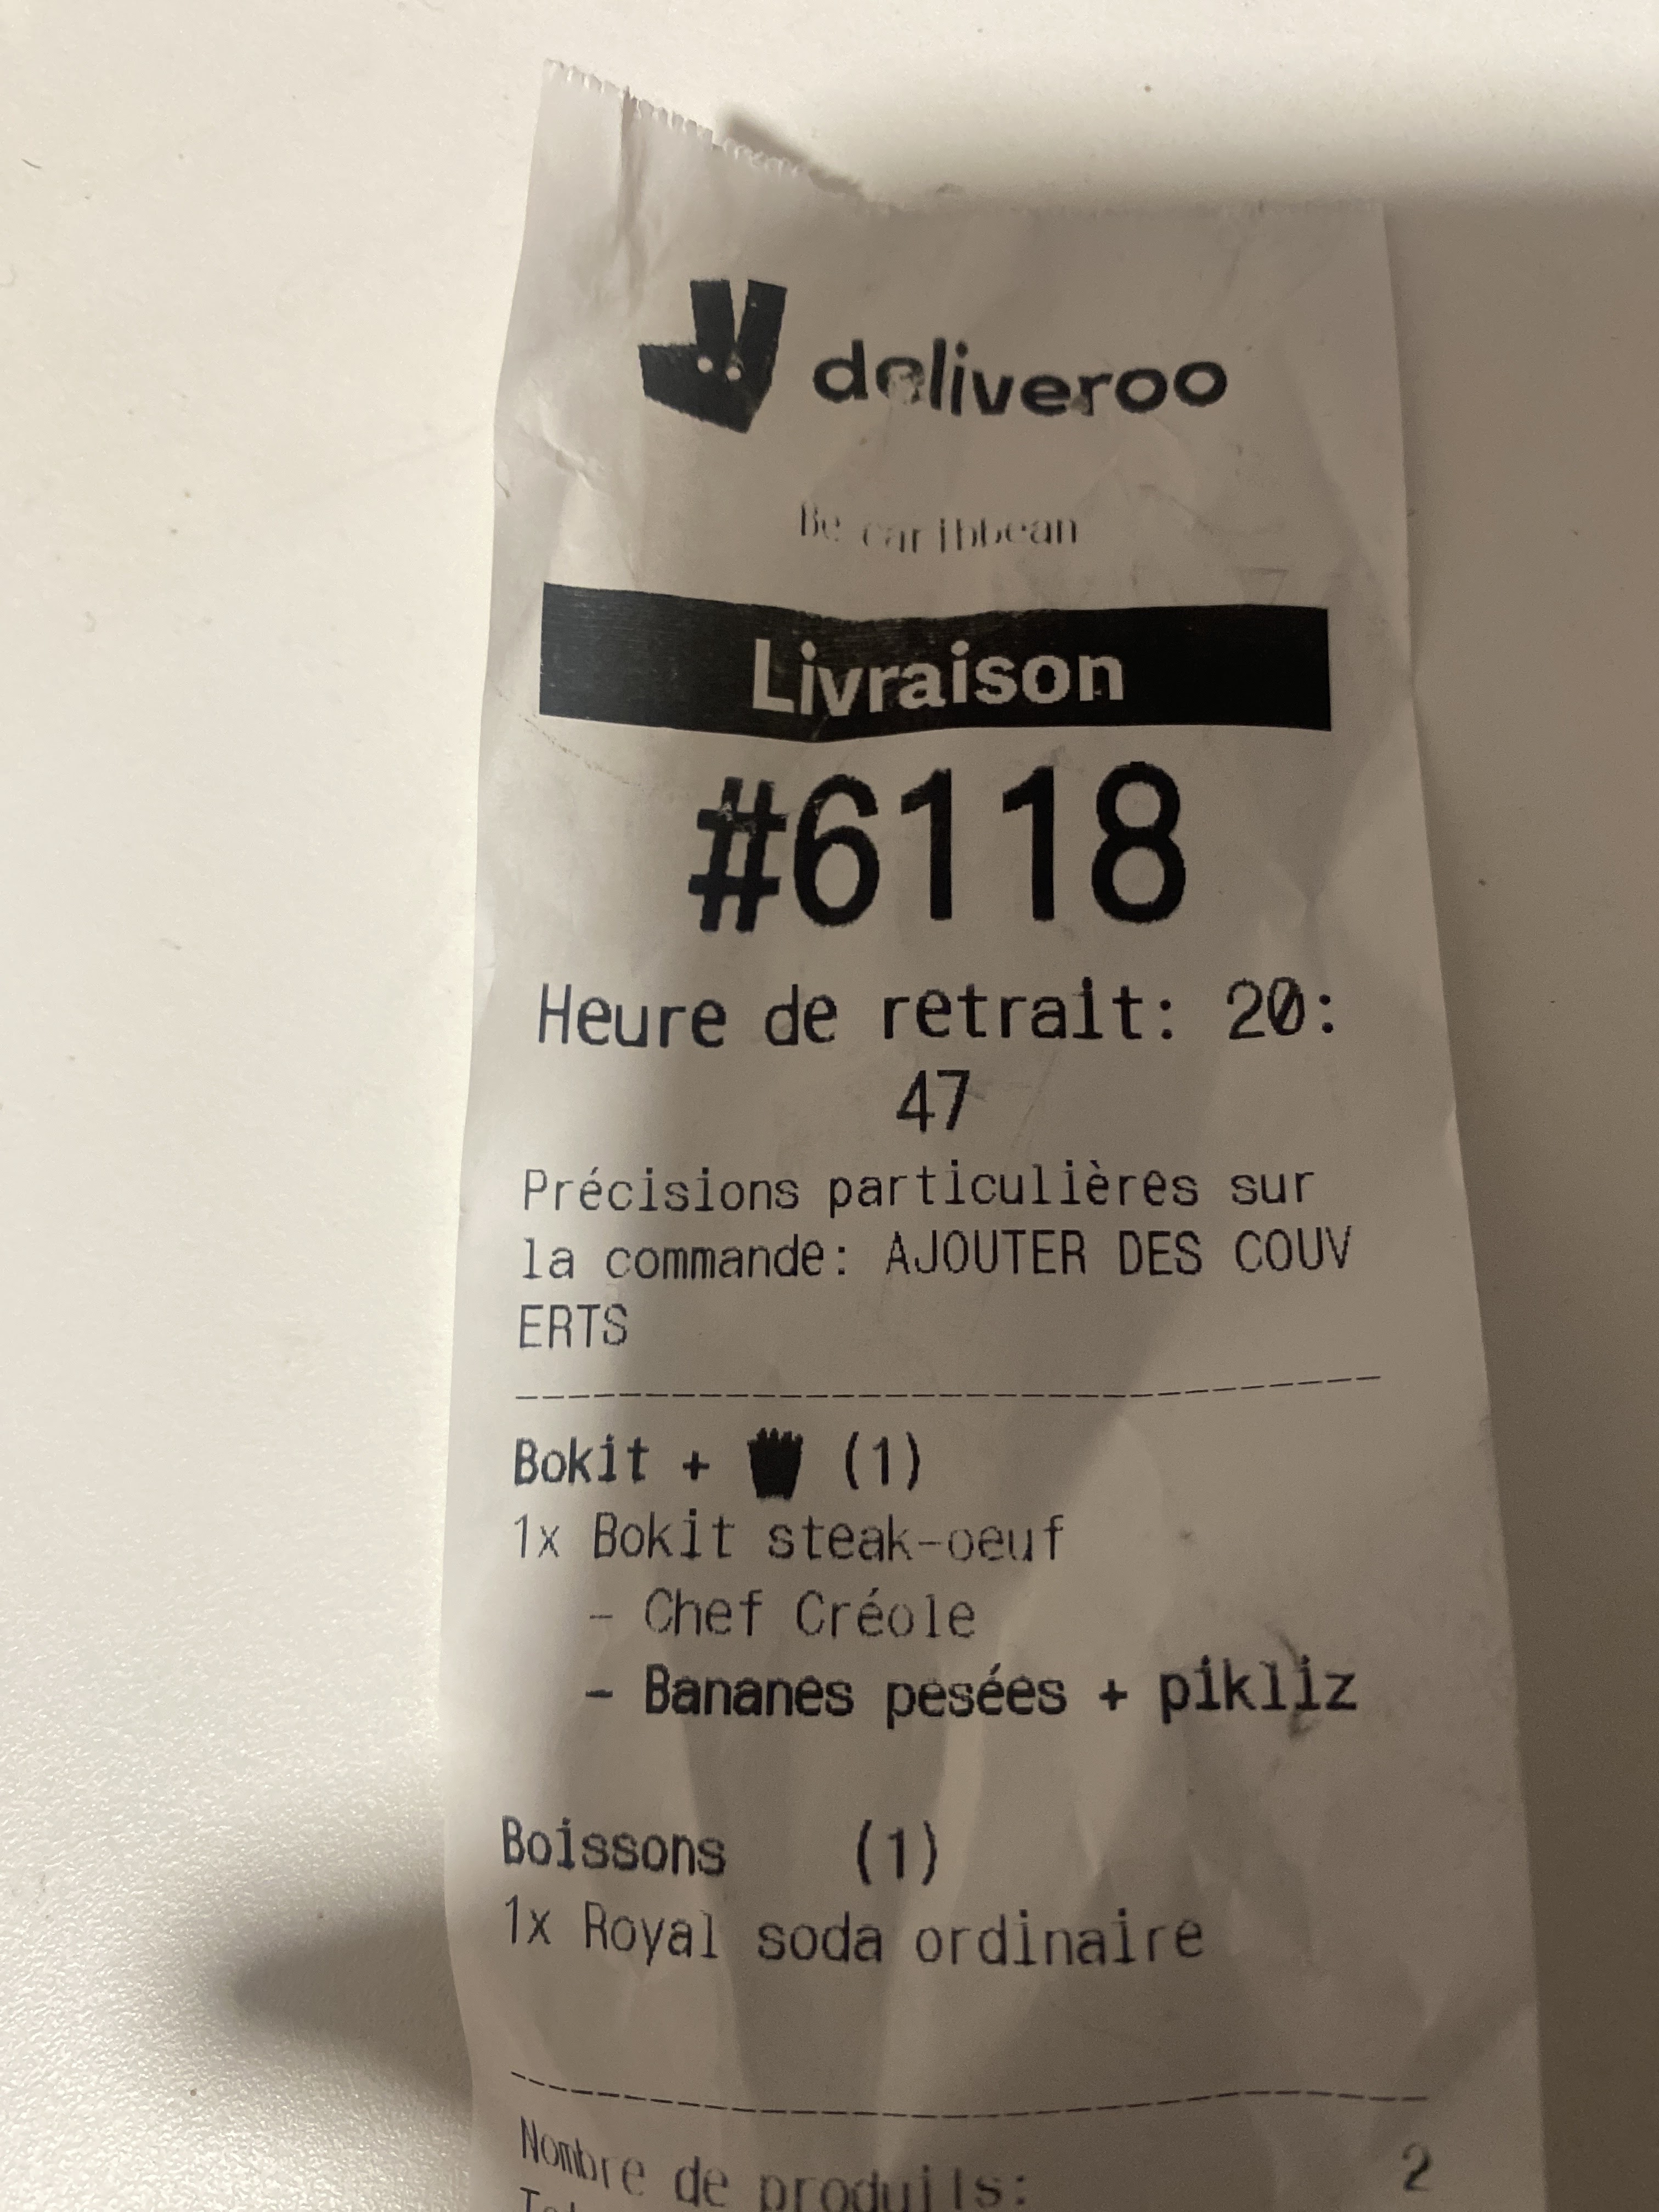 deliveroo
Be caribbean
Livraison
#6118
Heure de retrait: 20:
47
Précisions particulières sur
la commande: AJOUTER DES COUV
ERTS
Bokit + (1)
1x Bokit steak-oeuf
- Chef Créole
- Bananes pesées + pikliz
Boissons (1)
1x Royal soda ordinaire
Nombre de produits: 2